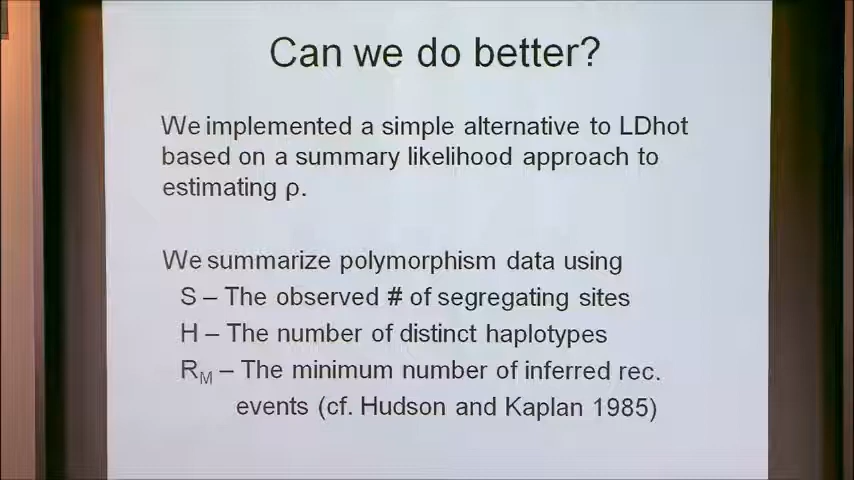 Can we do better?
We implemented a simple alternative to LDhot
based on a summary likelihood approach to
estimating ρ.
We summarize polymorphism data using
S – The observed # of segregating sites
H – The number of distinct haplotypes
R_M – The minimum number of inferred rec.
events (cf. Hudson and Kaplan 1985)